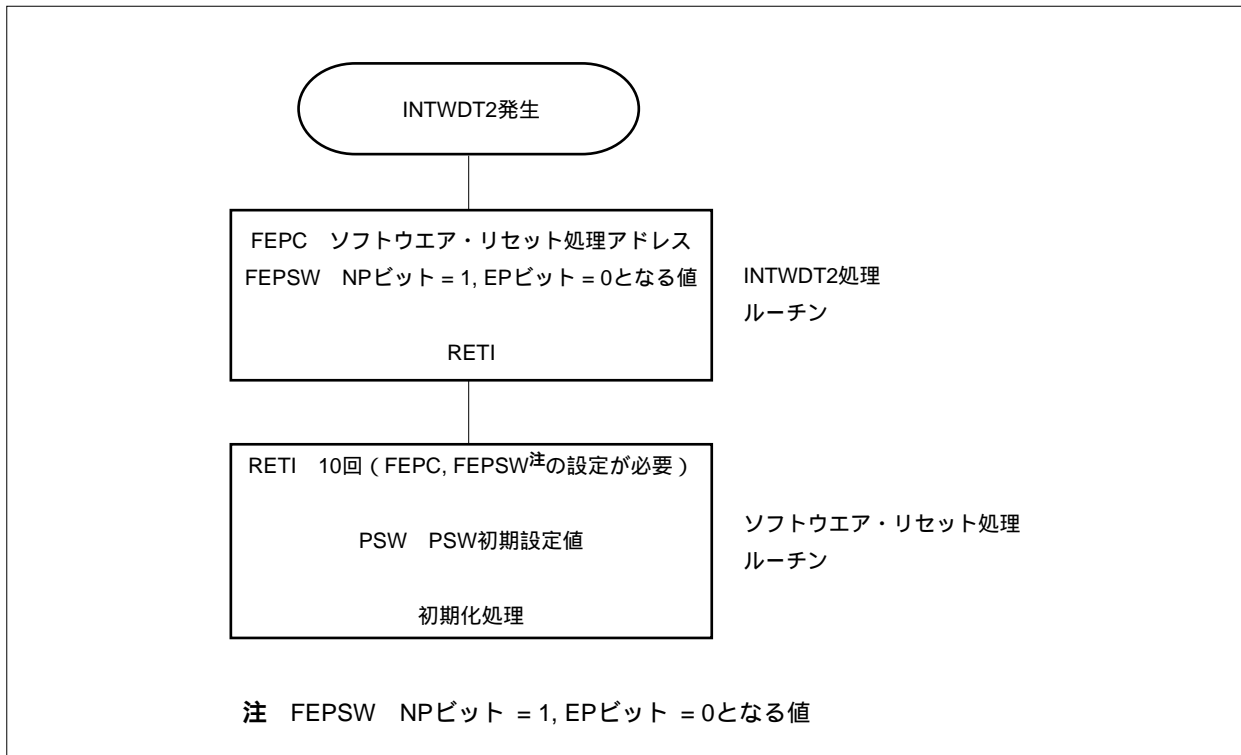 INTWDT2発生
FEPC　ソフトウエア・リセット処理アドレス
FEPSW　NPビット = 1, EPビット = 0となる値
RETI
INTWDT2処理
ルーチン
RETI　10回（FEPC, FEPSW注の設定が必要）
PSW　PSW初期設定値
初期化処理
ソフトウエア・リセット処理
ルーチン
注　FEPSW　NPビット = 1, EPビット = 0となる値